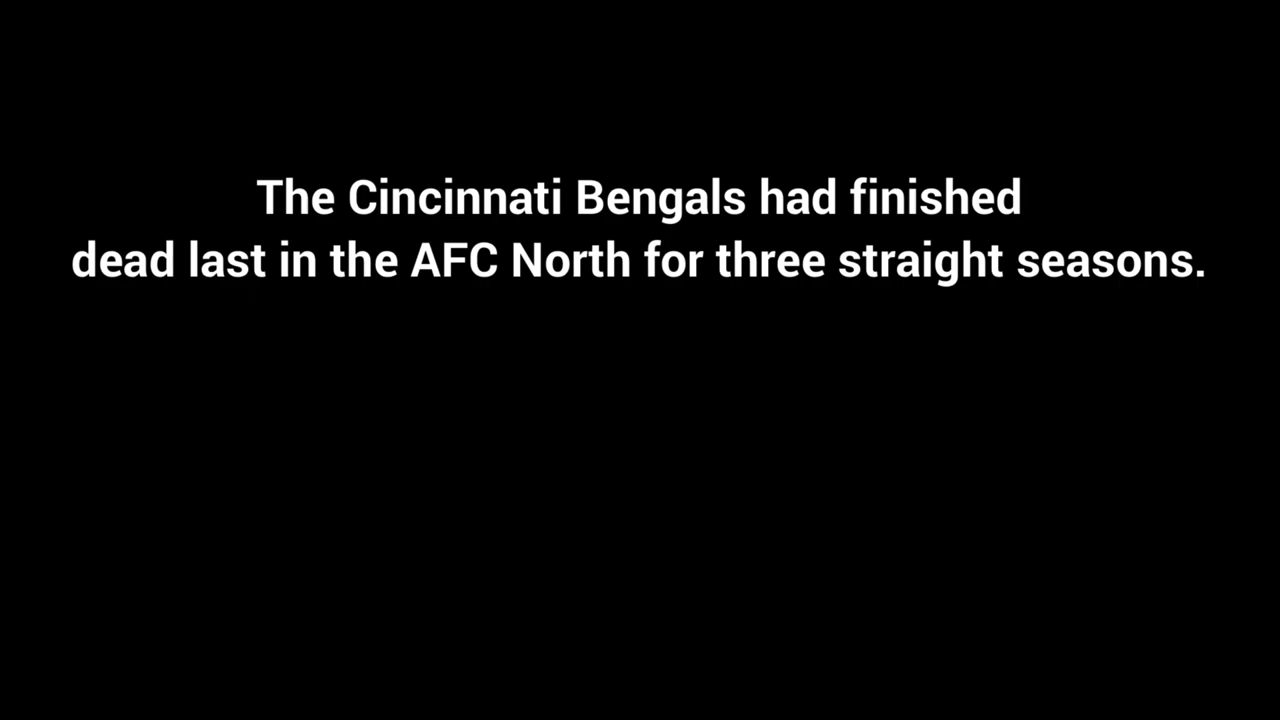 The Cincinnati Bengals had finished
dead last in the AFC North for three straight seasons.